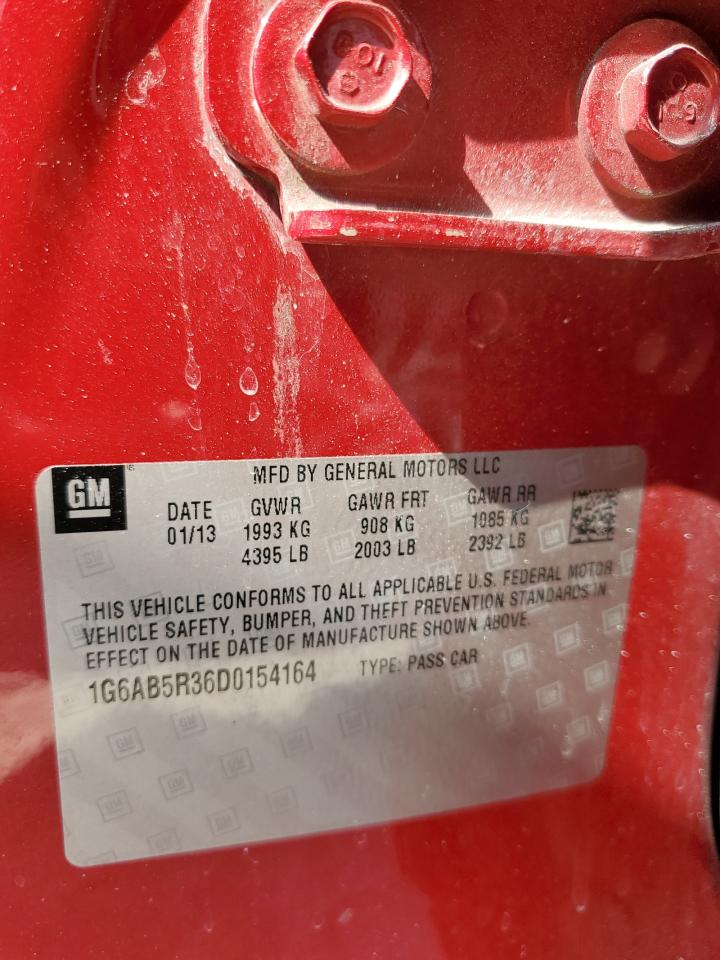 10.9
GM
MFD BY GENERAL MOTORS LLC
DATE GVWR GAWR FRT GAWR RR
01/13 1993 KG 908 KG 1085 KG
4395 LB 2003 LB 2392 LB
THIS VEHICLE CONFORMS TO ALL APPLICABLE U.S. FEDERAL MOTOR
VEHICLE SAFETY, BUMPER, AND THEFT PREVENTION STANDARDS IN
EFFECT ON THE DATE OF MANUFACTURE SHOWN ABOVE.
1G6AB5R36D0154164 TYPE: PASS CAR